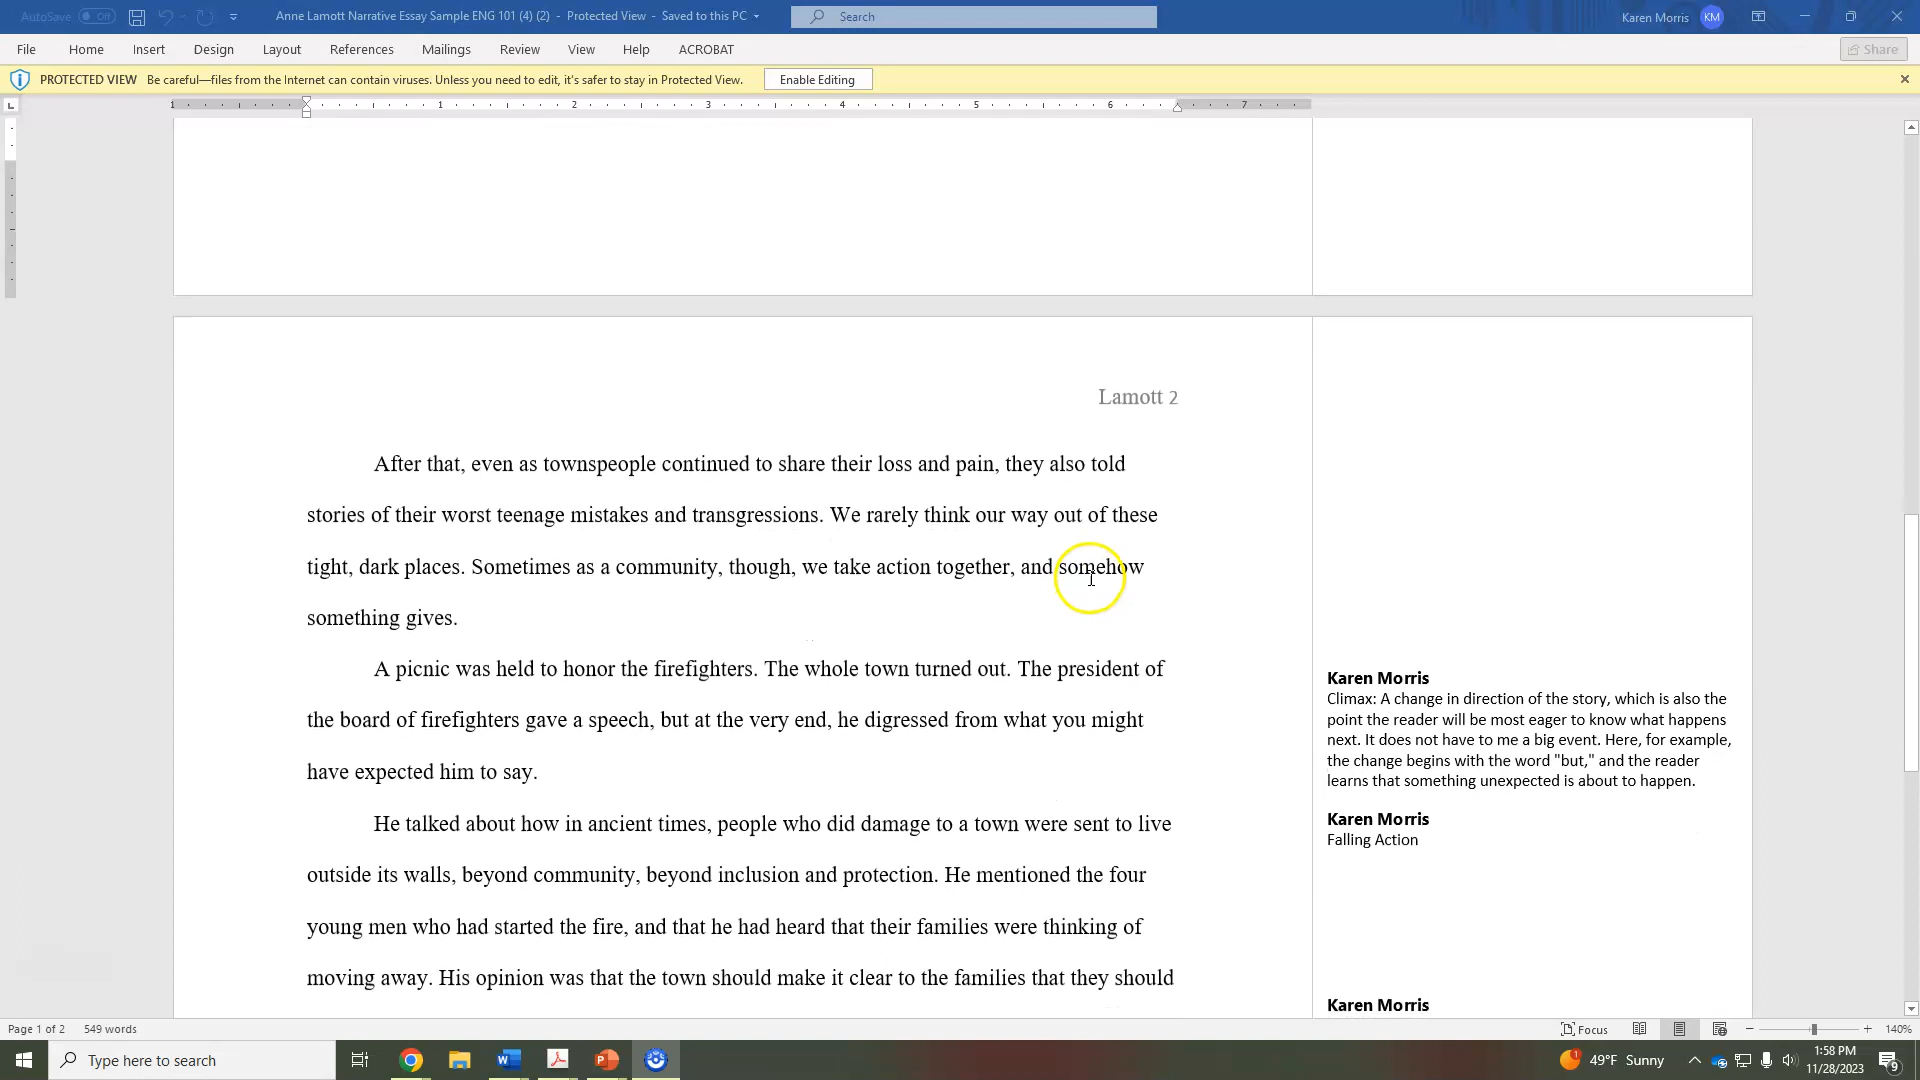 AutoSave Off Anne Lamott Narrative Essay Sample ENG 101 (4) (2) - Protected View - Saved to this PC Search Karen Morris KM
File Home Insert Design Layout References Mailings Review View Help ACROBAT Share
PROTECTED VIEW Be careful—files from the Internet can contain viruses. Unless you need to edit, it's safer to stay in Protected View. Enable Editing
1 1 2 3 4 5 6 7
Lamott 2
After that, even as townspeople continued to share their loss and pain, they also told
stories of their worst teenage mistakes and transgressions. We rarely think our way out of these
tight, dark places. Sometimes as a community, though, we take action together, and somehow
something gives.
A picnic was held to honor the firefighters. The whole town turned out. The president of
the board of firefighters gave a speech, but at the very end, he digressed from what you might
have expected him to say.
He talked about how in ancient times, people who did damage to a town were sent to live
outside its walls, beyond community, beyond inclusion and protection. He mentioned the four
young men who had started the fire, and that he had heard that their families were thinking of
moving away. His opinion was that the town should make it clear to the families that they should
Karen Morris
Climax: A change in direction of the story, which is also the
point the reader will be most eager to know what happens
next. It does not have to me a big event. Here, for example,
the change begins with the word "but," and the reader
learns that something unexpected is about to happen.
Karen Morris
Falling Action
Karen Morris
Page 1 of 2 549 words Focus 140%
Type here to search 1 49°F Sunny 1:58 PM
11/28/2023 9